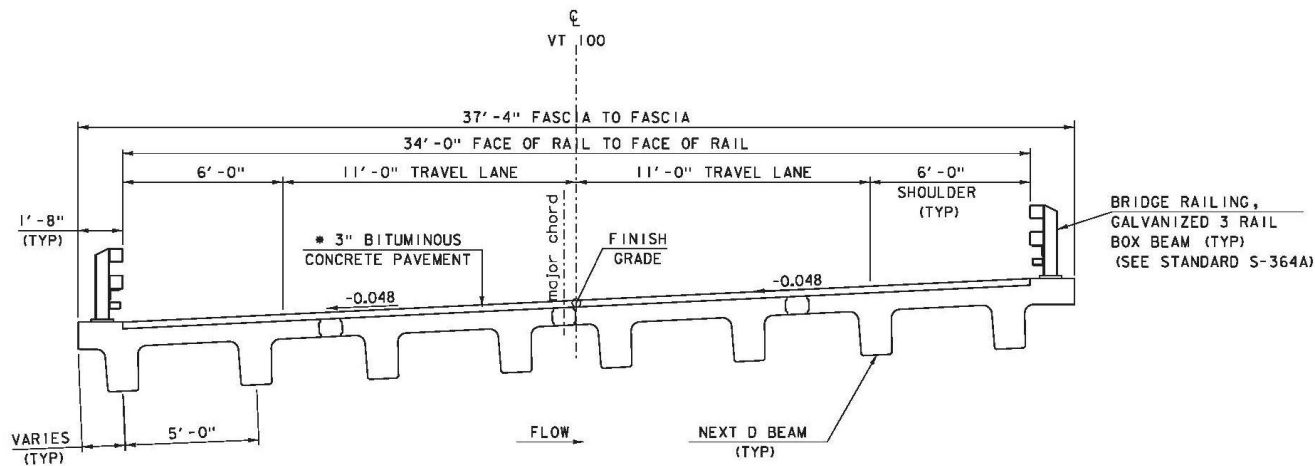 ℄
VT 100
37'-4" FASCIA TO FASCIA
34'-0" FACE OF RAIL TO FACE OF RAIL
6'-0"
11'-0" TRAVEL LANE
11'-0" TRAVEL LANE
6'-0"
SHOULDER
(TYP)
1'-8"
(TYP)
* 3" BITUMINOUS
CONCRETE PAVEMENT
major chord
FINISH
GRADE
BRIDGE RAILING,
GALVANIZED 3 RAIL
BOX BEAM (TYP)
(SEE STANDARD S-364A)
-0.048
-0.048
VARIES
(TYP)
5'-0"
FLOW
NEXT D BEAM
(TYP)